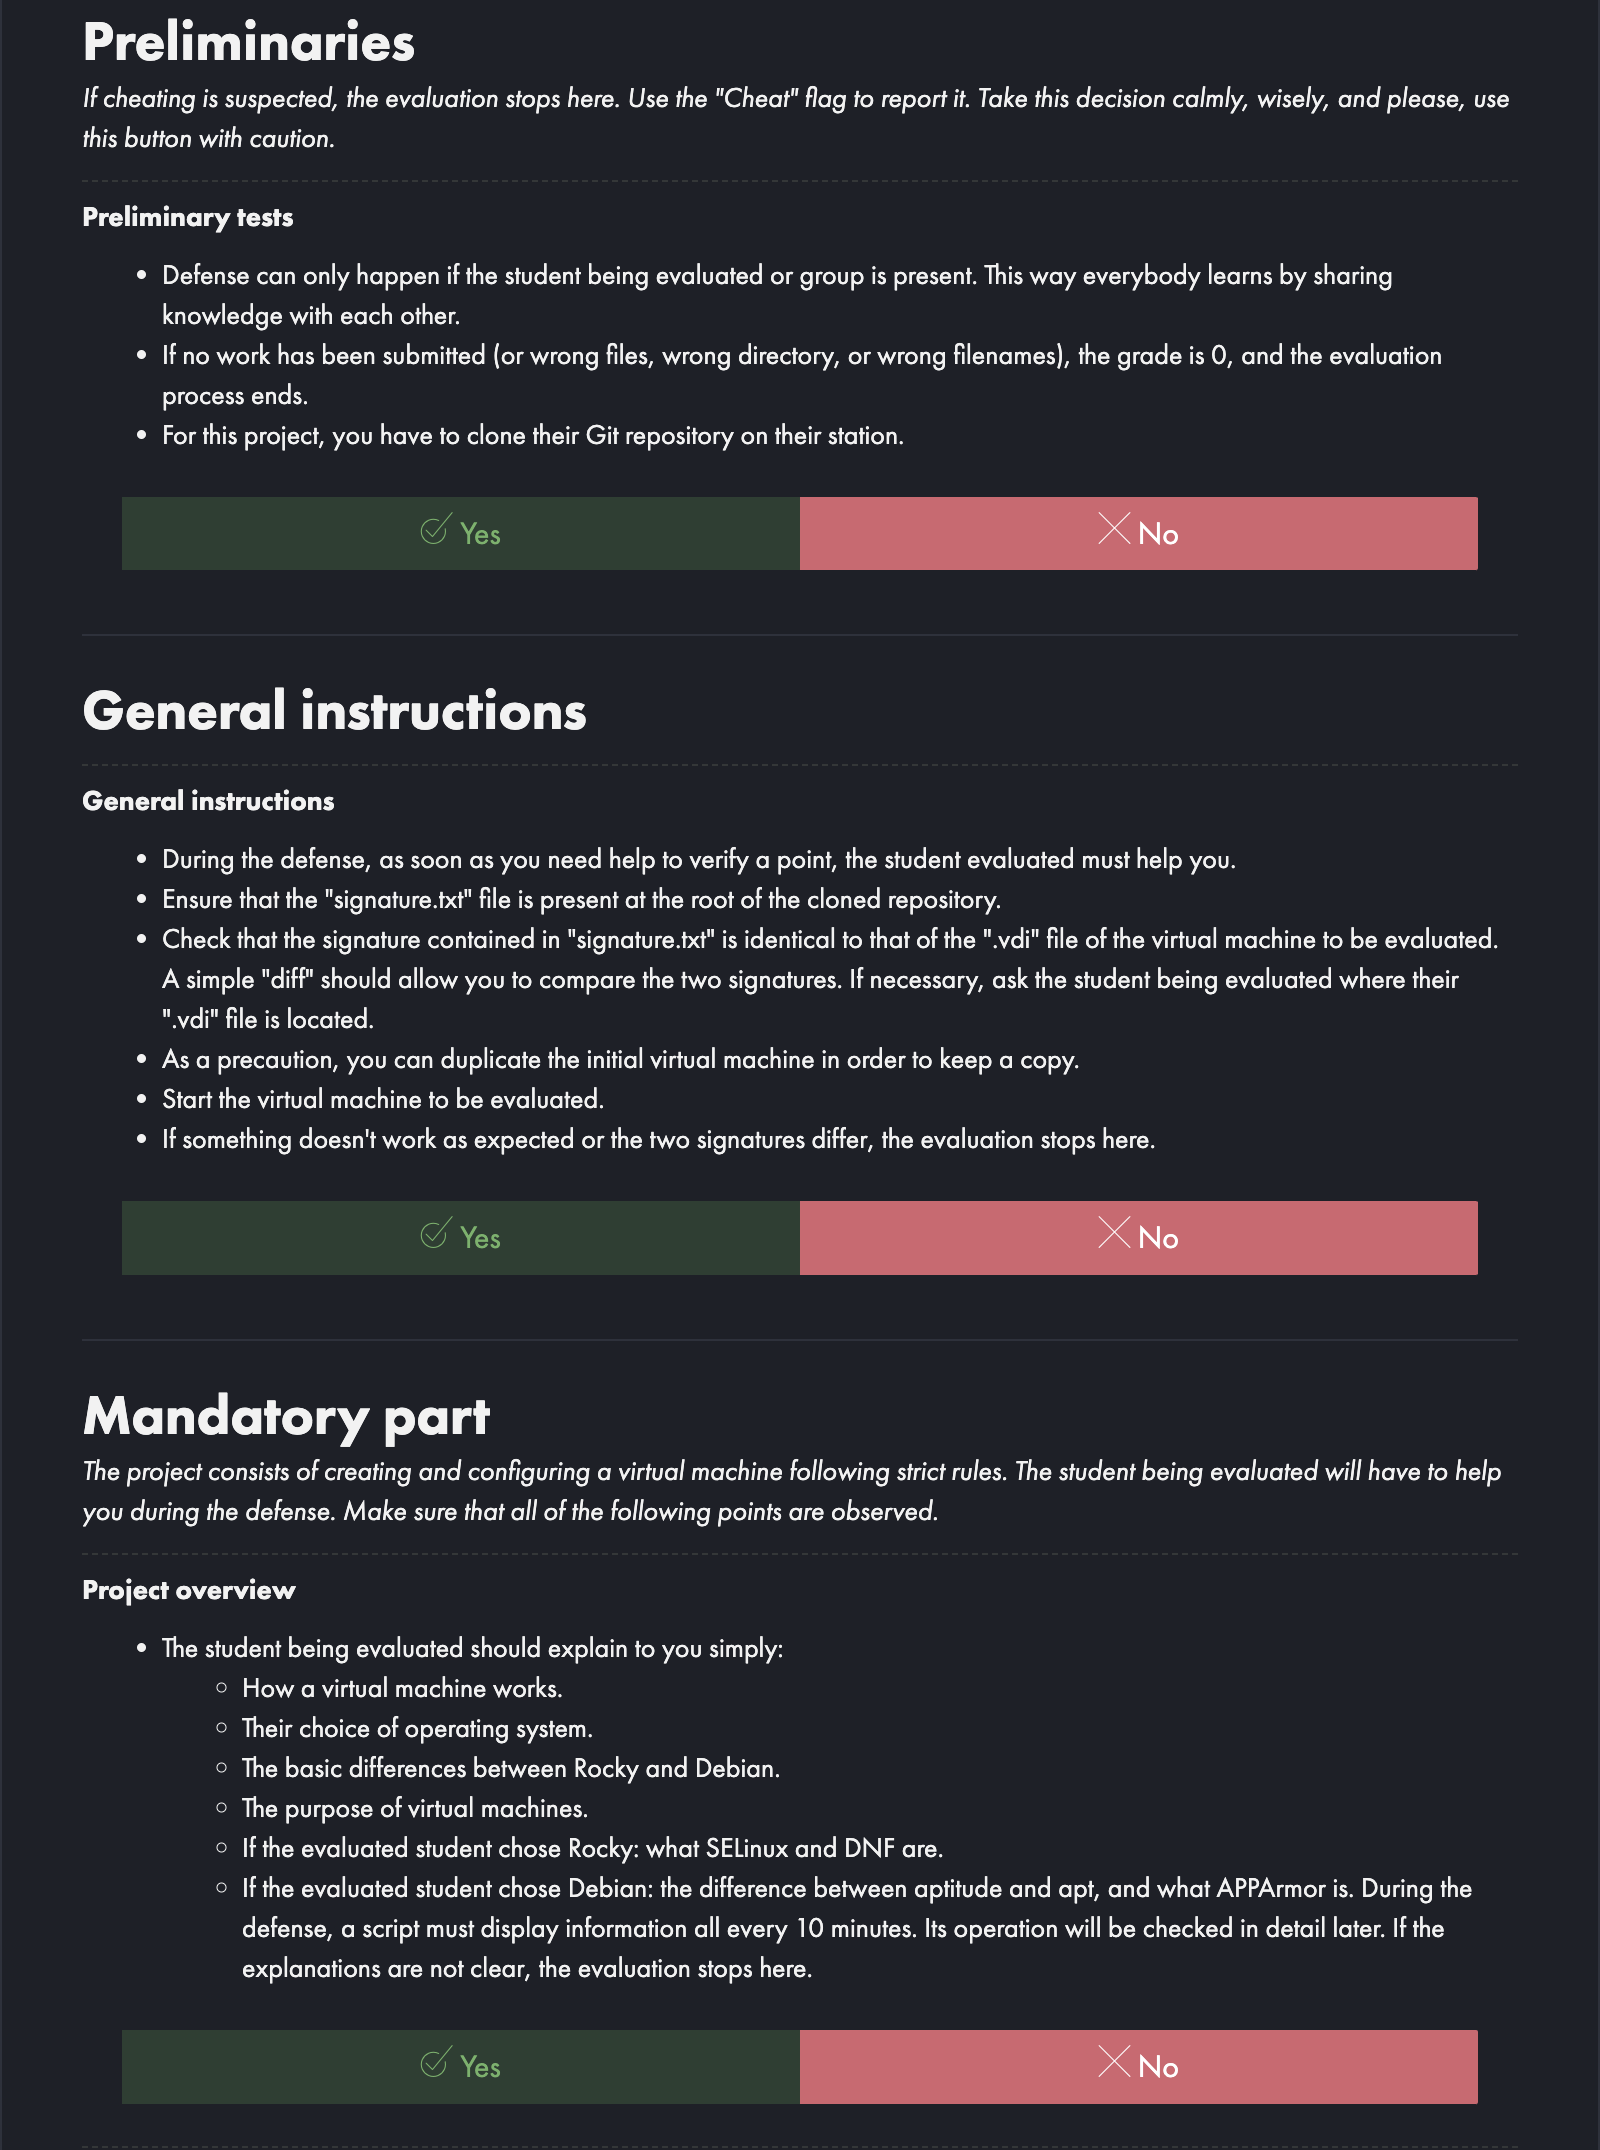 Preliminaries
If cheating is suspected, the evaluation stops here. Use the "Cheat" flag to report it. Take this decision calmly, wisely, and please, use
this button with caution.
Preliminary tests
• Defense can only happen if the student being evaluated or group is present. This way everybody learns by sharing
knowledge with each other.
• If no work has been submitted (or wrong files, wrong directory, or wrong filenames), the grade is 0, and the evaluation
process ends.
• For this project, you have to clone their Git repository on their station.
Yes
No
General instructions
General instructions
• During the defense, as soon as you need help to verify a point, the student evaluated must help you.
• Ensure that the "signature.txt" file is present at the root of the cloned repository.
• Check that the signature contained in "signature.txt" is identical to that of the ".vdi" file of the virtual machine to be evaluated.
A simple "diff" should allow you to compare the two signatures. If necessary, ask the student being evaluated where their
".vdi" file is located.
• As a precaution, you can duplicate the initial virtual machine in order to keep a copy.
• Start the virtual machine to be evaluated.
• If something doesn't work as expected or the two signatures differ, the evaluation stops here.
Yes
No
Mandatory part
The project consists of creating and configuring a virtual machine following strict rules. The student being evaluated will have to help
you during the defense. Make sure that all of the following points are observed.
Project overview
• The student being evaluated should explain to you simply:
○ How a virtual machine works.
○ Their choice of operating system.
○ The basic differences between Rocky and Debian.
○ The purpose of virtual machines.
○ If the evaluated student chose Rocky: what SELinux and DNF are.
○ If the evaluated student chose Debian: the difference between aptitude and apt, and what APPArmor is. During the
defense, a script must display information all every 10 minutes. Its operation will be checked in detail later. If the
explanations are not clear, the evaluation stops here.
Yes
No